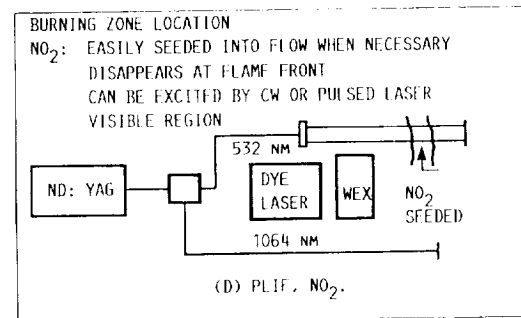 BURNING ZONE LOCATION
NO2: EASILY SEEDED INTO FLOW WHEN NECESSARY
DISAPPEARS AT FLAME FRONT
CAN BE EXCITED BY CW OR PULSED LASER
VISIBLE REGION
532 NM
ND: YAG
DYE
LASER
WEX
NO2
SEEDED
1064 NM
(D) PLIF, NO2.